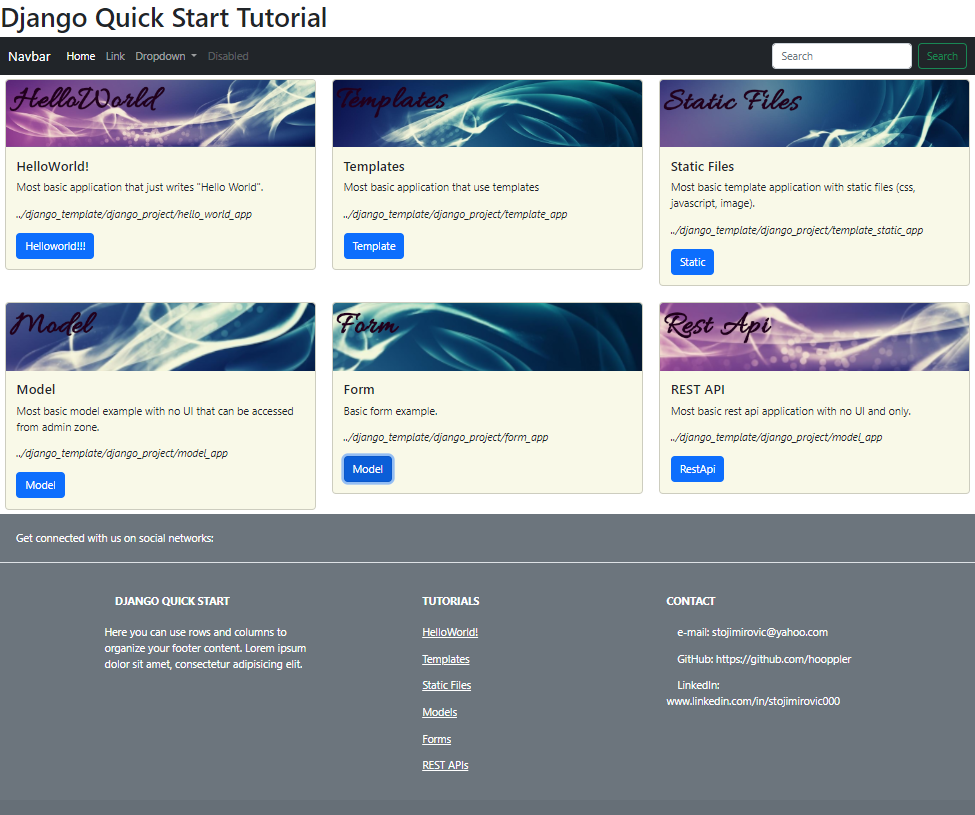 Django Quick Start Tutorial
Navbar Home Link Dropdown Disabled Search Search
HelloWorld
HelloWorld!
Most basic application that just writes "Hello World".
../django_template/django_project/hello_world_app
Helloworld!!!
Templates
Templates
Most basic application that use templates
../django_template/django_project/template_app
Template
Static Files
Static Files
Most basic template application with static files (css,
javascript, image).
../django_template/django_project/template_static_app
Static
Model
Model
Most basic model example with no UI that can be accessed
from admin zone.
../django_template/django_project/model_app
Model
Form
Form
Basic form example.
../django_template/django_project/form_app
Model
Rest Api
REST API
Most basic rest api application with no UI and only.
../django_template/django_project/model_app
RestApi
Get connected with us on social networks:
DJANGO QUICK START
Here you can use rows and columns to
organize your footer content. Lorem ipsum
dolor sit amet, consectetur adipisicing elit.
TUTORIALS
HelloWorld!
Templates
Static Files
Models
Forms
REST APIs
CONTACT
e-mail: stojimirovic@yahoo.com
GitHub: https://github.com/hooppler
LinkedIn:
www.linkedin.com/in/stojimirovic000